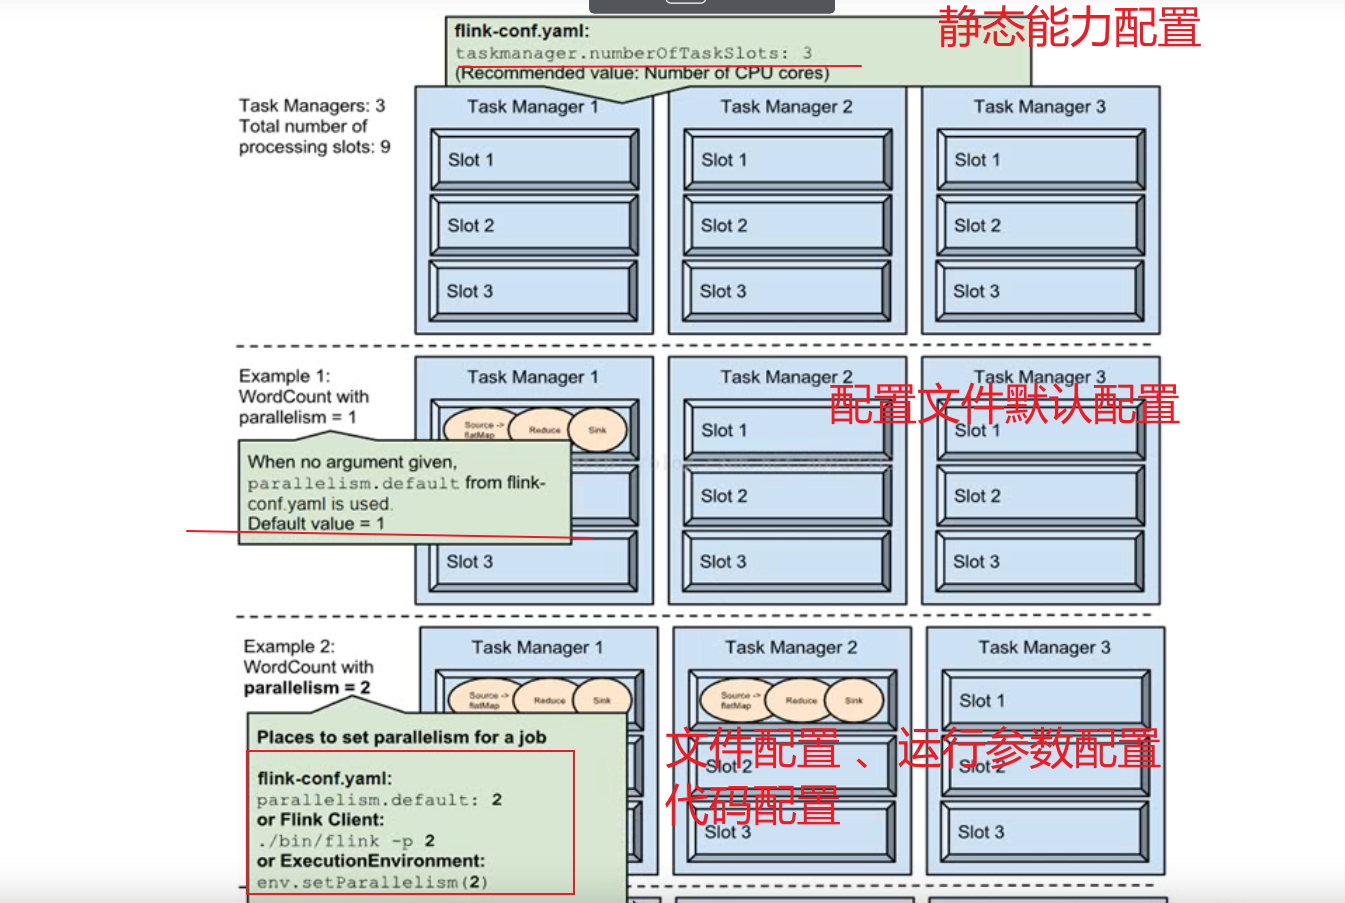 flink-conf.yaml:
taskmanager.numberOfTaskSlots: 3
(Recommended value: Number of CPU cores)
静态能力配置
Task Managers: 3
Total number of
processing slots: 9
Task Manager 1
Slot 1
Slot 2
Slot 3
Task Manager 2
Slot 1
Slot 2
Slot 3
Task Manager 3
Slot 1
Slot 2
Slot 3
Example 1:
WordCount with
parallelism = 1
When no argument given,
parallelism.default from flink-
conf.yaml is used.
Default value = 1
Task Manager 1
Source ->
flatMap
Reduce
Sink
Slot 3
Task Manager 2
Slot 1
Slot 2
Slot 3
Task Manager 3
配置文件默认配置
Slot 1
Slot 2
Slot 3
Example 2:
WordCount with
parallelism = 2
Places to set parallelism for a job
flink-conf.yaml:
parallelism.default: 2
or Flink Client:
./bin/flink -p 2
or ExecutionEnvironment:
env.setParallelism(2)
Task Manager 1
Source ->
flatMap
Reduce
Sink
Task Manager 2
Source ->
flatMap
Reduce
Sink
Slot 2
Slot 3
Task Manager 3
Slot 1
Slot 2
Slot 3
文件配置 、运行参数配置
代码配置